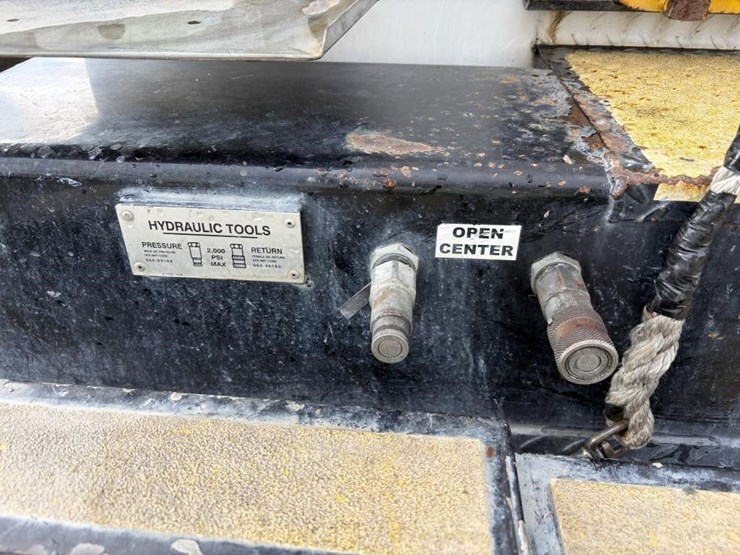 HYDRAULIC TOOLS
PRESSURE
2,000
PSI
MAX
RETURN
OPEN
CENTER